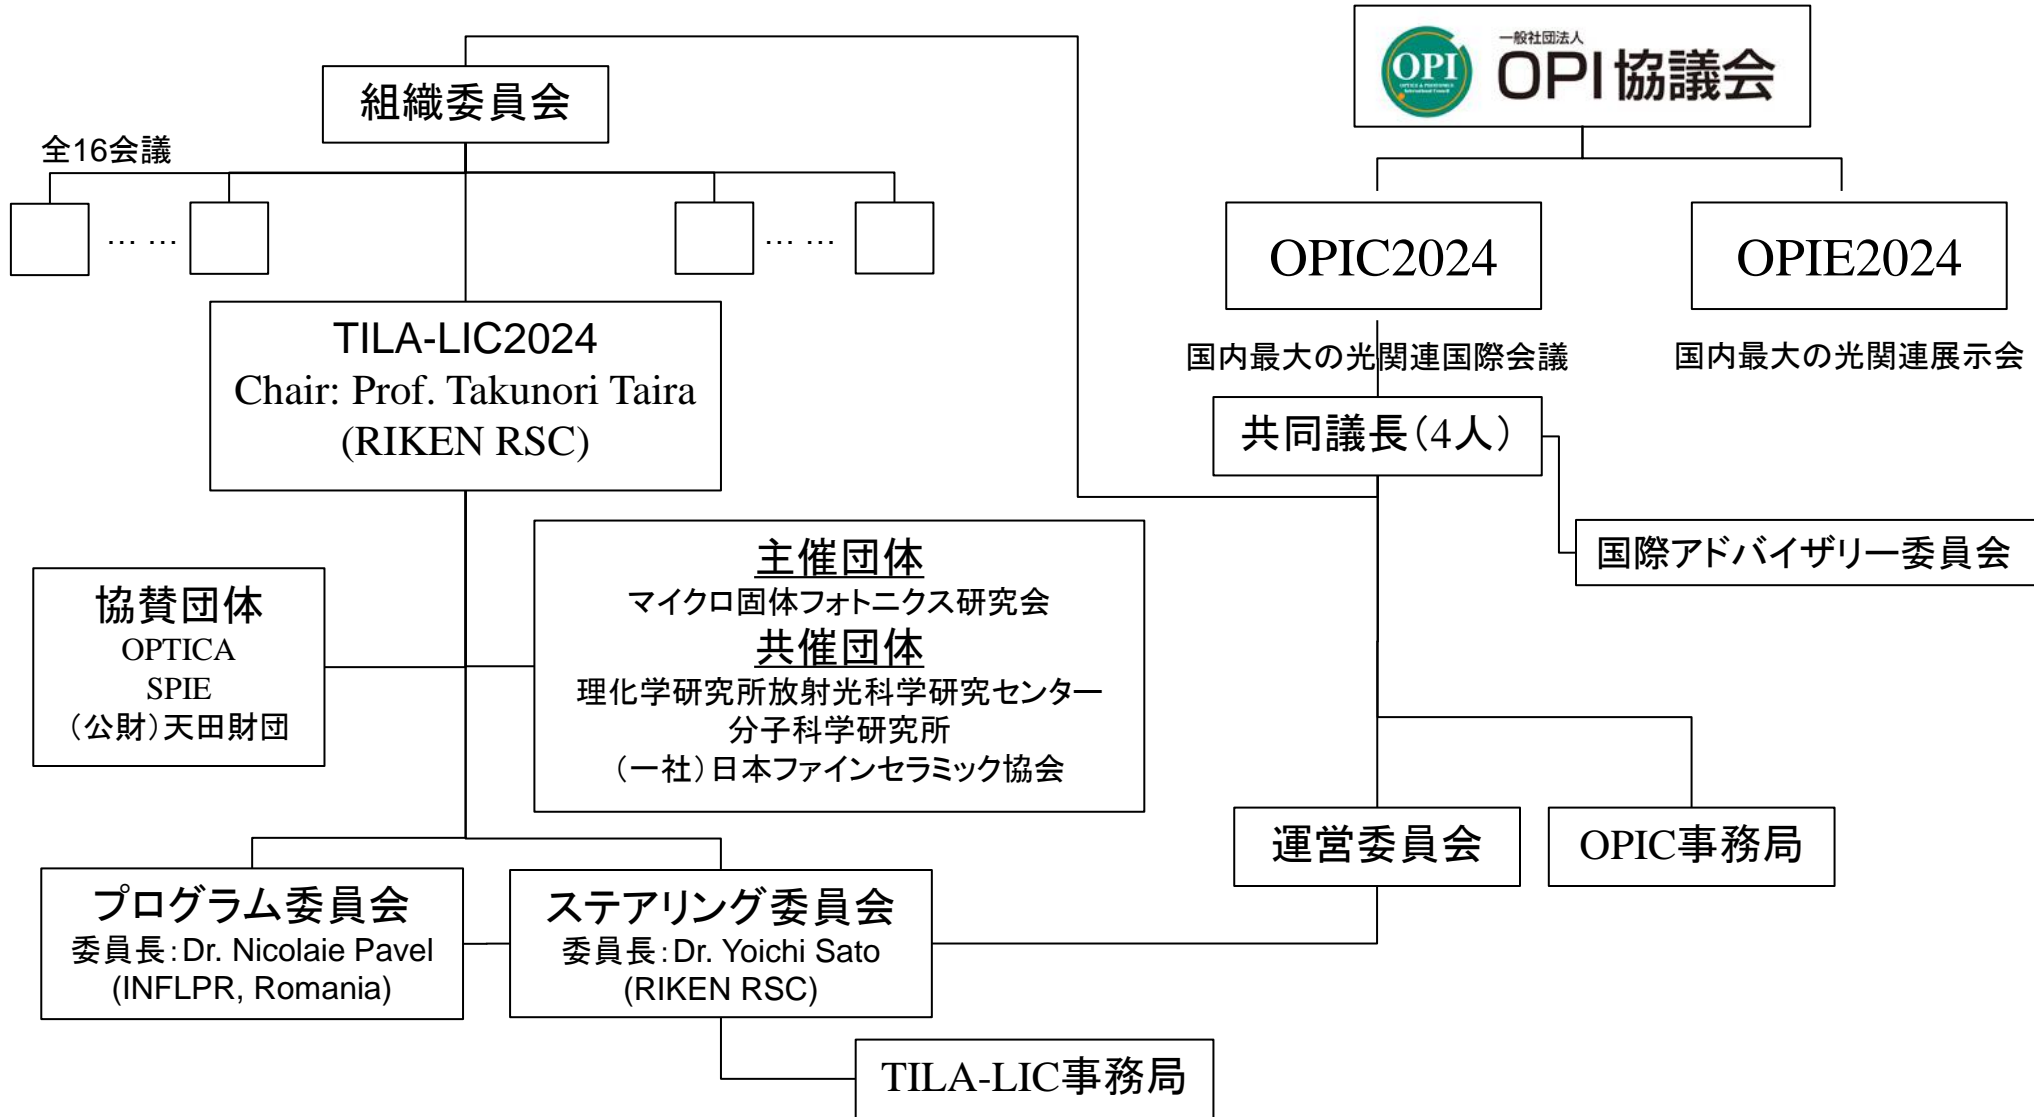 組織委員会
全16会議
… …
… …
TILA-LIC2024
Chair: Prof. Takunori Taira
(RIKEN RSC)
協賛団体
OPTICA
SPIE
（公財）天田財団
主催団体
マイクロ固体フォトニクス研究会
共催団体
理化学研究所放射光科学研究センター
分子科学研究所
（一社）日本ファインセラミック協会
プログラム委員会
委員長：Dr. Nicolaie Pavel
(INFLPR, Romania)
ステアリング委員会
委員長：Dr. Yoichi Sato
(RIKEN RSC)
TILA-LIC事務局
OPI
OPTICS & PHOTONICS
International Council
一般社団法人
OPI協議会
OPIC2024
OPIE2024
国内最大の光関連国際会議
国内最大の光関連展示会
共同議長（4人）
国際アドバイザリー委員会
運営委員会
OPIC事務局